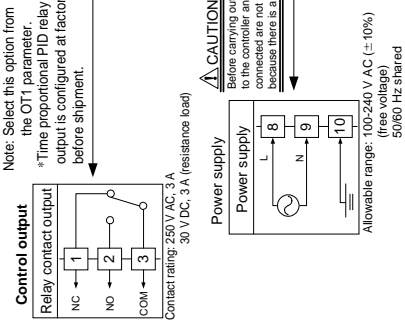 Note: Select this option from
the OT1 parameter.
*Time proportional PID relay
output is configured at factor
before shipment.
Control output
Relay contact output
NC
1
NO
2
COM
3
Contact rating: 250 V AC, 3 A
30 V DC, 3 A (resistance load)
CAUTION
Before carrying out
to the controller an
connected are not
because there is a
Power supply
Power supply
L
8
N
9
10
Allowable range: 100-240 V AC (±10%)
(free voltage)
50/60 Hz shared